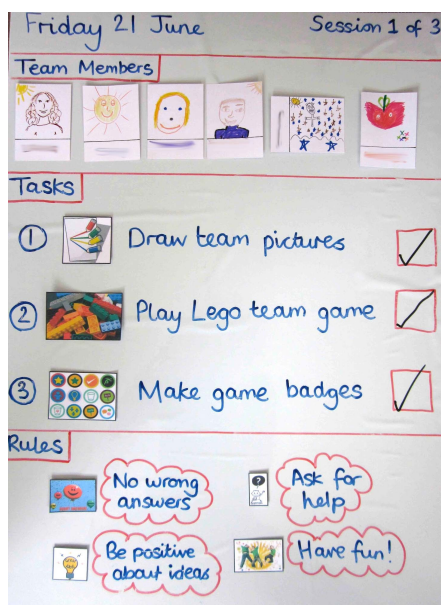 Friday 21 June
Session 1 of 3
Team Members
Tasks
1 Draw team pictures
2 Play Lego team game
3 Make game badges
Rules
No wrong
answers
Ask for
help
Be positive
about ideas
Have fun!